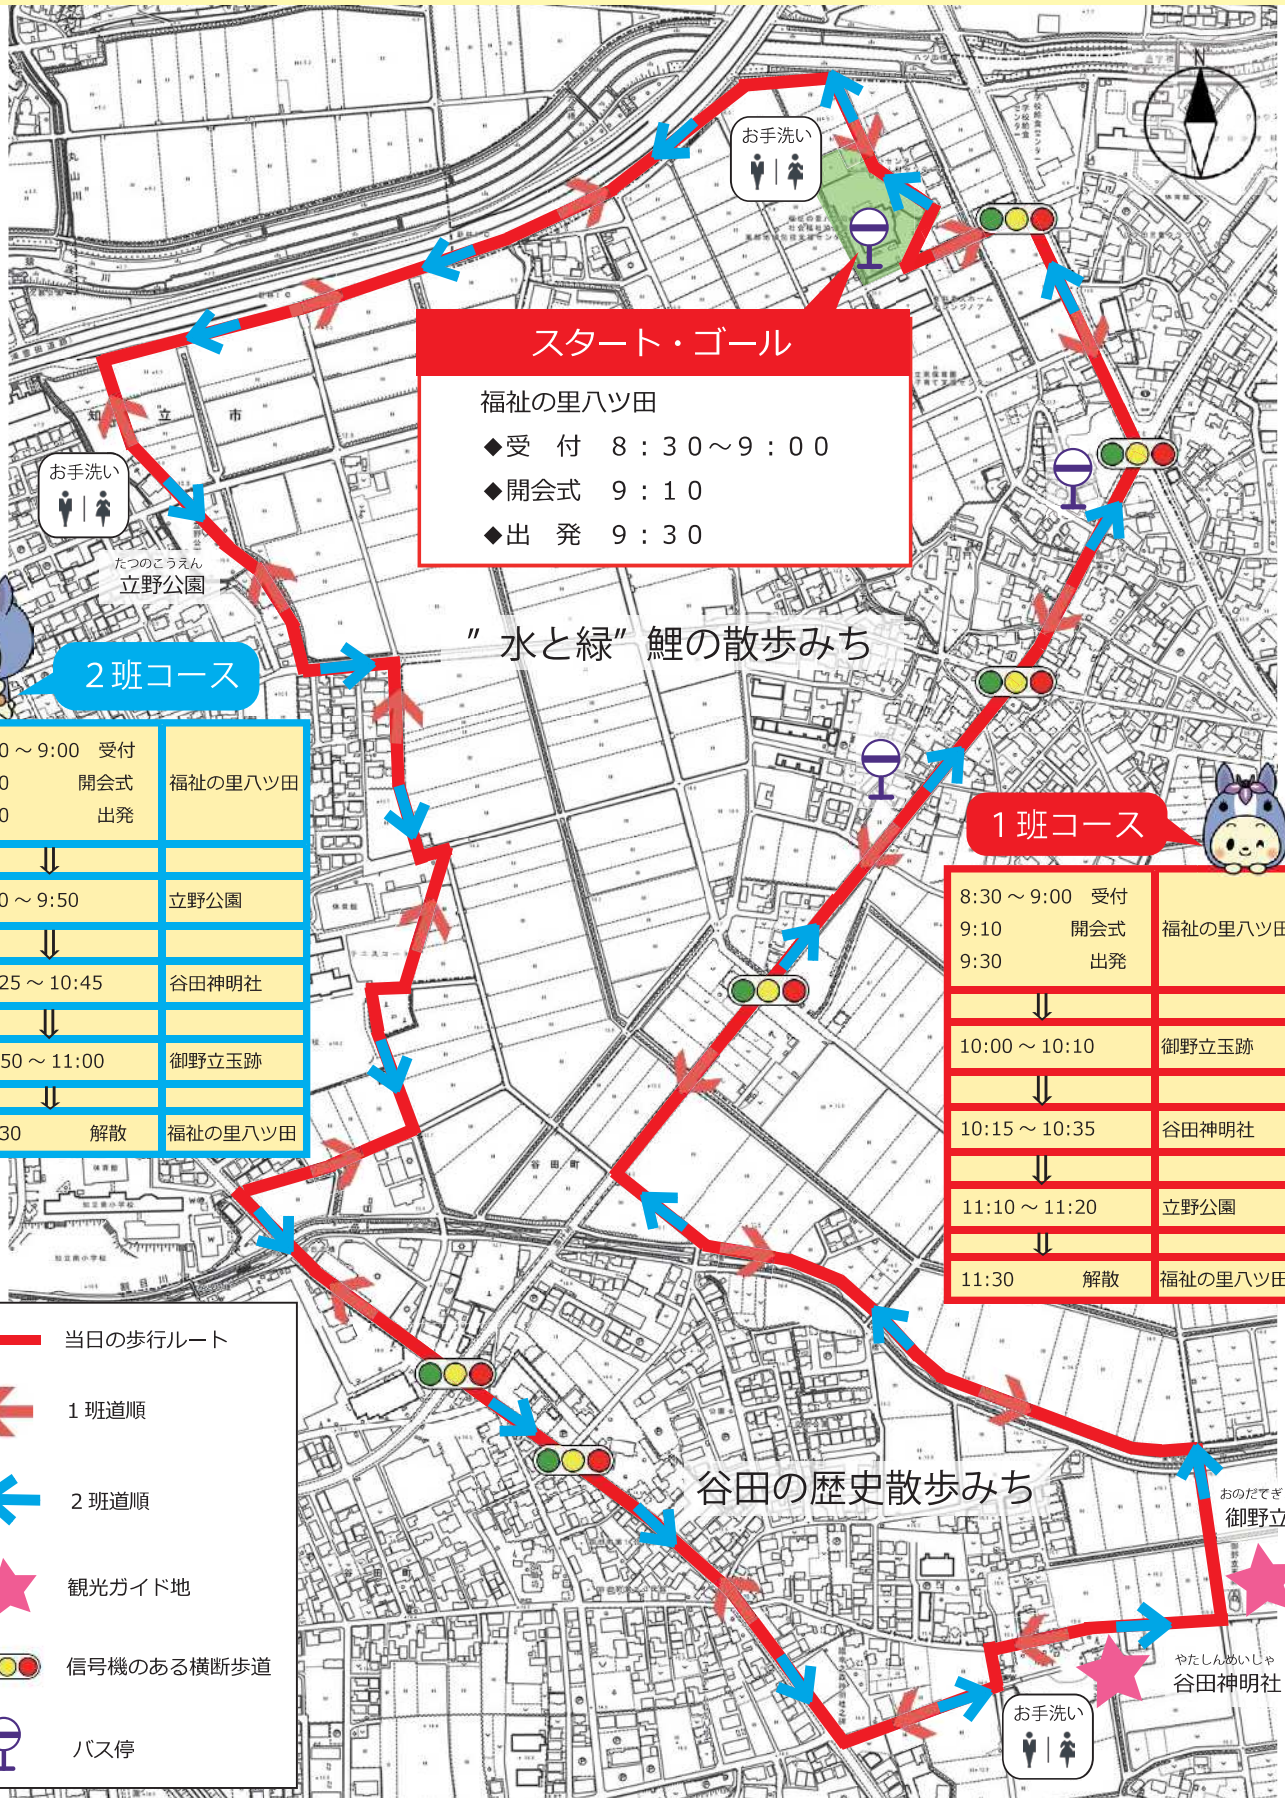 お手洗い
スタート・ゴール
福祉の里八ツ田
◆受　付　８：３０～９：００
◆開会式　９：１０
◆出　発　９：３０
知　立　市
お手洗い
たつのこうえん
立野公園
”水と緑”鯉の散歩みち
２班コース
0 ～ 9:00　受付
0　開会式
0　出発
福祉の里八ツ田
⇓
0 ～ 9:50　立野公園
⇓
25 ～ 10:45　谷田神明社
⇓
50 ～ 11:00　御野立玉跡
⇓
30　解散　福祉の里八ツ田
１班コース
8:30 ～ 9:00　受付
9:10　開会式
9:30　出発
福祉の里八ツ田
⇓
10:00 ～ 10:10　御野立玉跡
⇓
10:15 ～ 10:35　谷田神明社
⇓
11:10 ～ 11:20　立野公園
⇓
11:30　解散　福祉の里八ツ田
谷田町
当日の歩行ルート
１班道順
２班道順
観光ガイド地
信号機のある横断歩道
バス停
谷田の歴史散歩みち
おのだてぎ
御野立
やたしんめいしゃ
谷田神明社
お手洗い
N